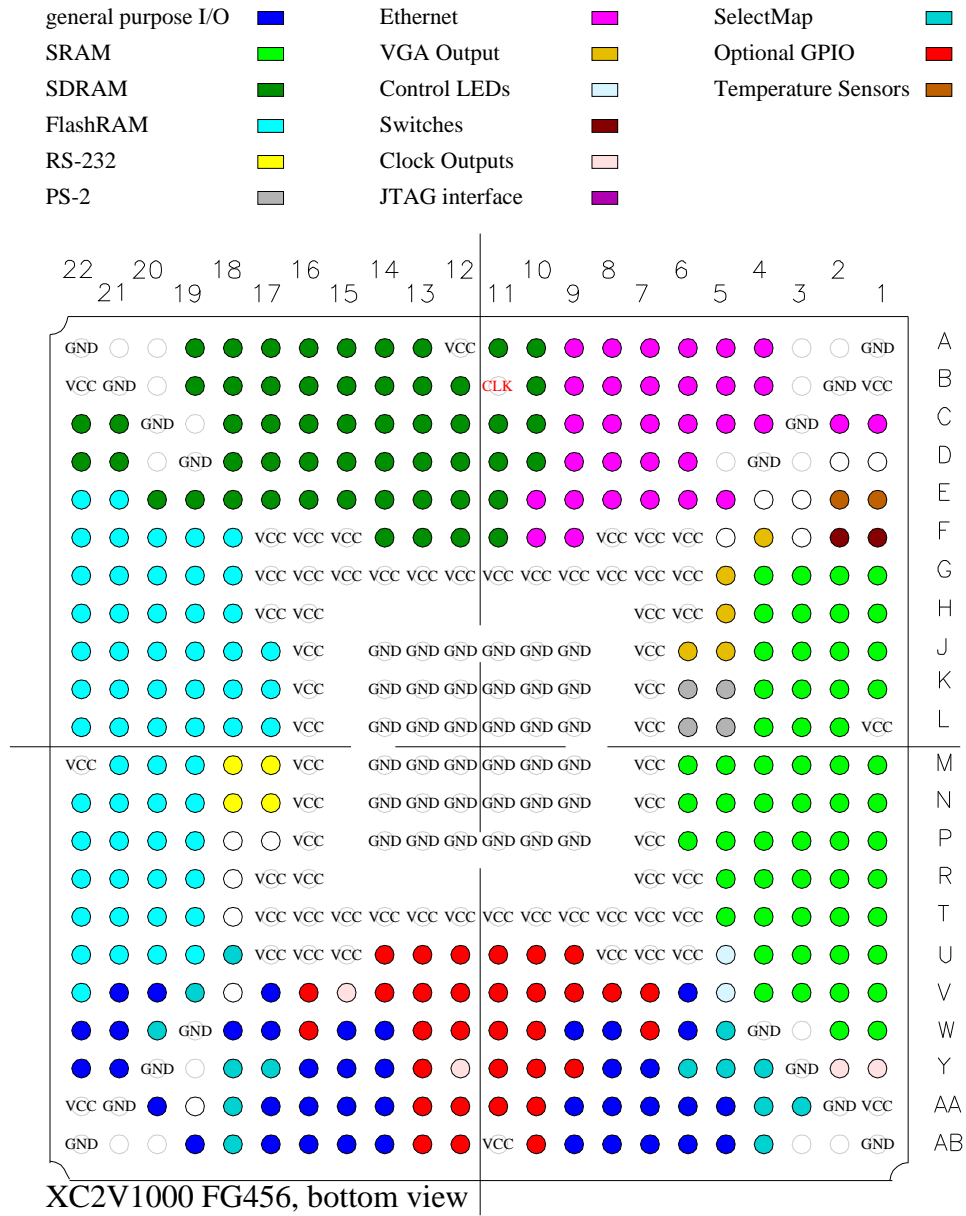 general purpose I/O Ethernet SelectMap
SRAM VGA Output Optional GPIO
SDRAM Control LEDs Temperature Sensors
FlashRAM Switches
RS-232 Clock Outputs
PS-2 JTAG interface
22 20 18 16 14 12 10 8 6 4 2
21 19 17 15 13 11 9 7 5 3 1
GND VCC GND A
VCC GND CLK GND VCC B
GND GND C
GND GND D
E
VCC VCC VCC VCC VCC VCC F
VCC VCC VCC VCC VCC VCC VCC VCC VCC VCC VCC VCC G
VCC VCC VCC VCC H
VCC GND GND GND GND GND GND VCC J
VCC GND GND GND GND GND GND VCC K
VCC GND GND GND GND GND GND VCC VCC L
VCC VCC GND GND GND GND GND GND VCC M
VCC GND GND GND GND GND GND VCC N
VCC GND GND GND GND GND GND VCC P
VCC VCC VCC VCC R
VCC VCC VCC VCC VCC VCC VCC VCC VCC VCC VCC VCC T
VCC VCC VCC VCC VCC VCC U
V
GND GND W
GND GND Y
VCC GND GND VCC AA
GND VCC GND AB
XC2V1000 FG456, bottom view